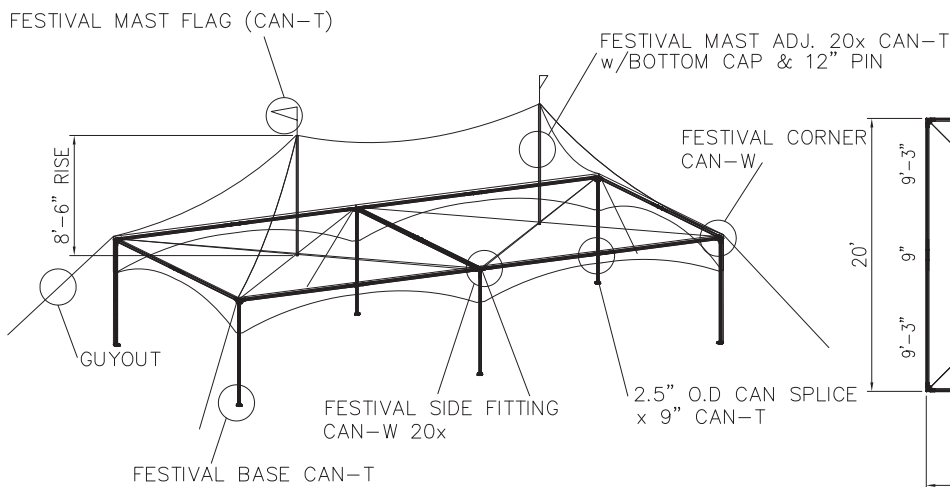 FESTIVAL MAST FLAG (CAN-T)
FESTIVAL MAST ADJ. 20x CAN-T
w/BOTTOM CAP & 12" PIN
FESTIVAL CORNER
CAN-W
8'-6" RISE
GUYOUT
FESTIVAL BASE CAN-T
FESTIVAL SIDE FITTING
CAN-W 20x
2.5" O.D CAN SPLICE
x 9" CAN-T
20'
9'-3"
9"
9'-3"